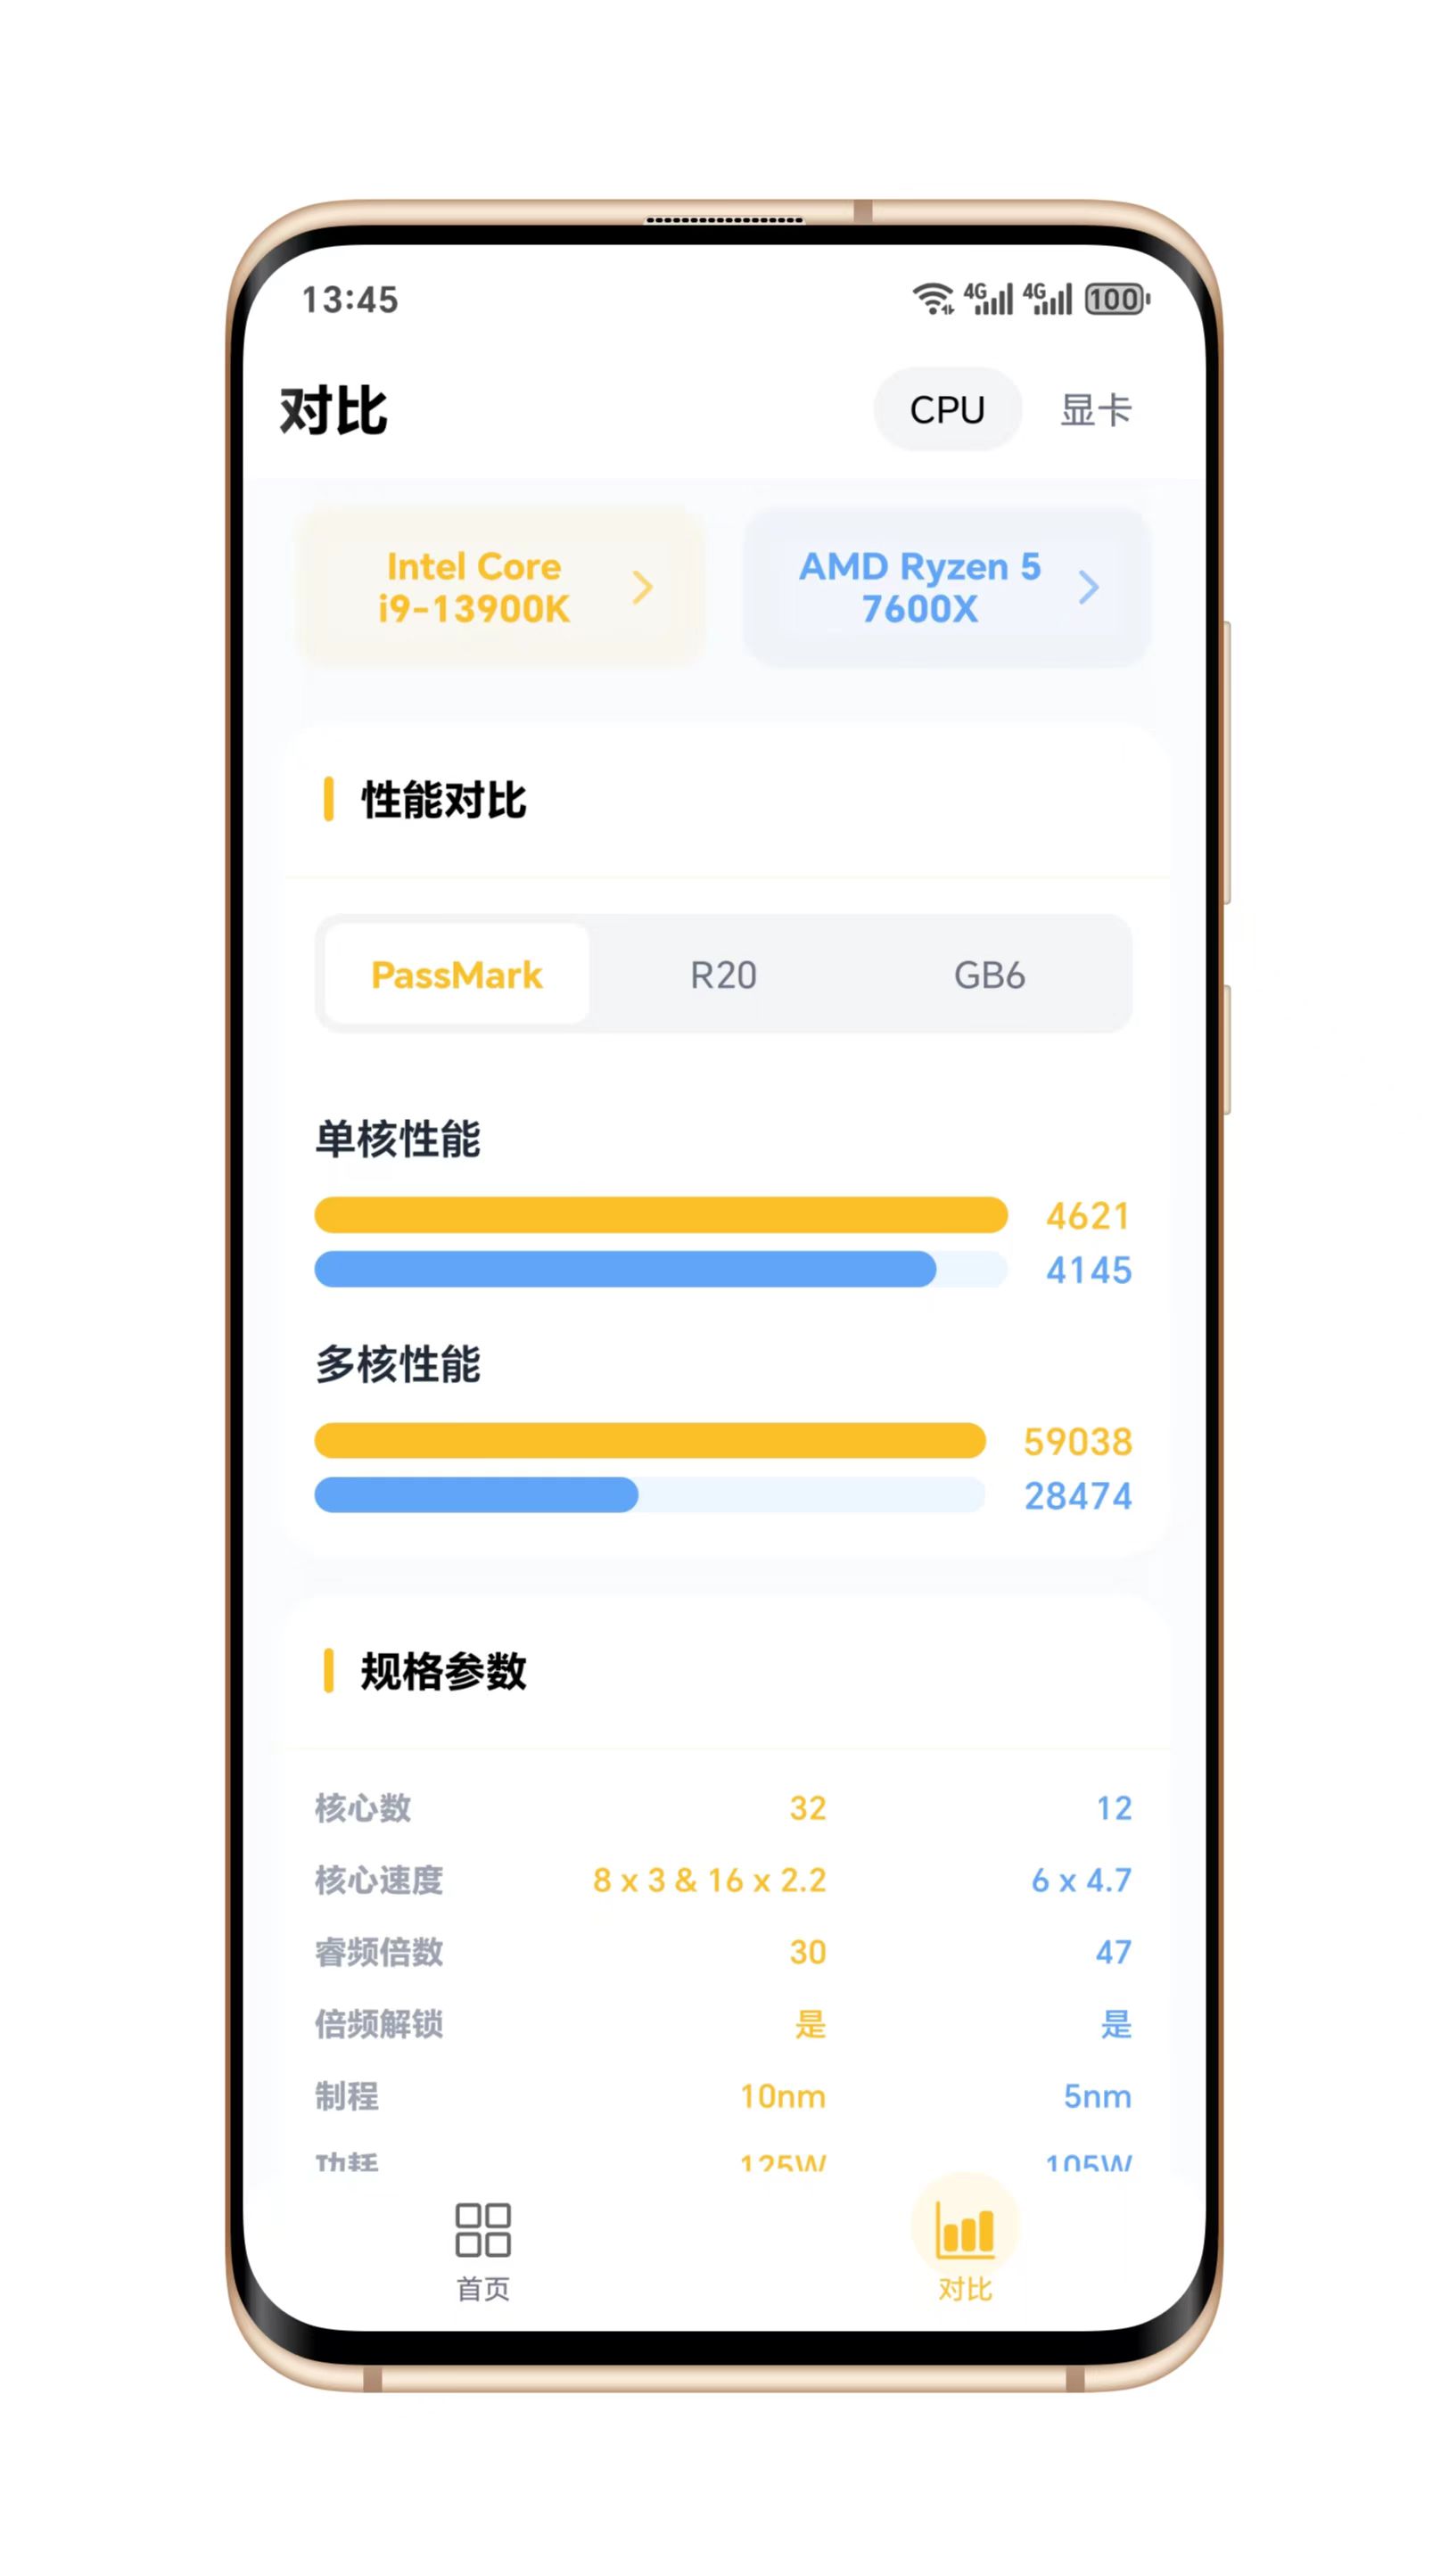 13:45
4G 4G 100
对比 CPU 显卡
Intel Core
i9-13900K
AMD Ryzen 5
7600X
性能对比
PassMark R20 GB6
单核性能
4621
4145
多核性能
59038
28474
规格参数
核心数 32 12
核心速度 8 x 3 & 16 x 2.2 6 x 4.7
睿频倍数 30 47
倍频解锁 是 是
制程 10nm 5nm
功耗 125W 105W
首页 对比